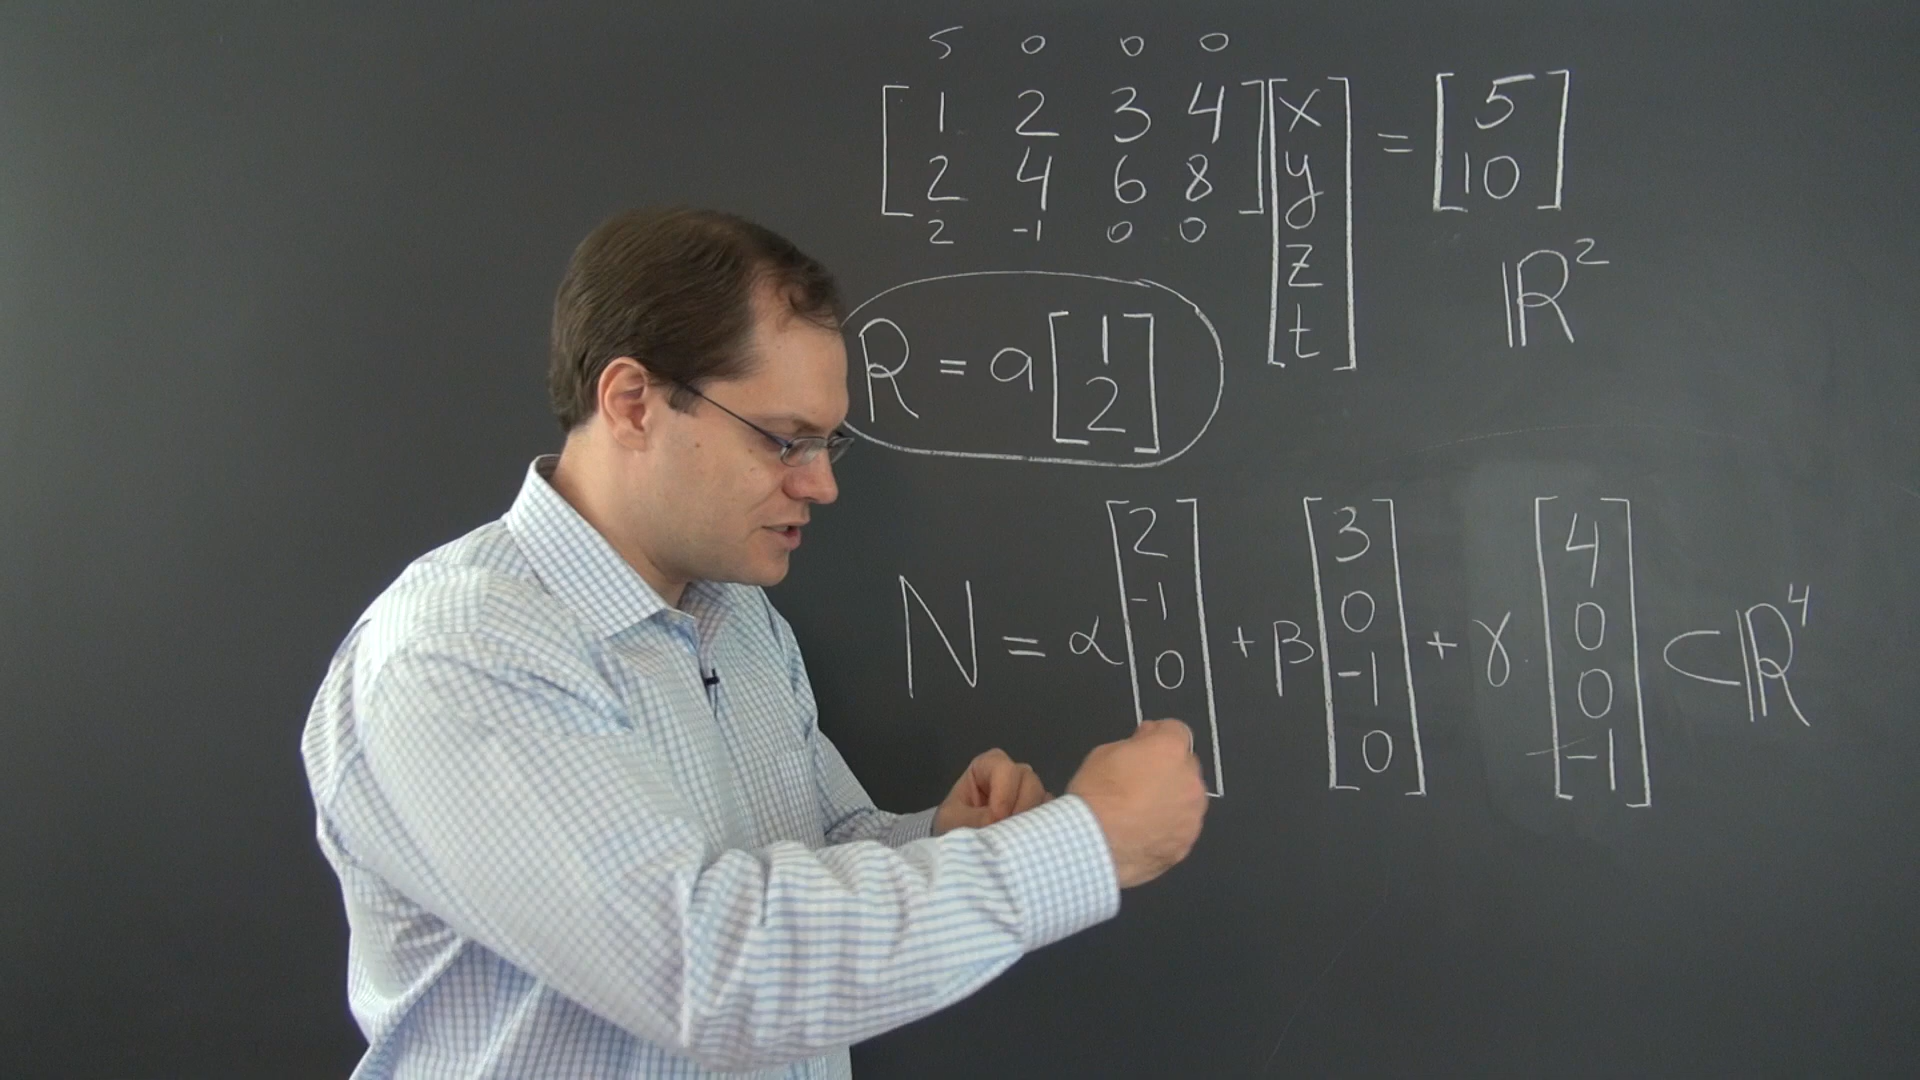 5 0 0 0
1 2 3 4 x = 5
2 4 6 8 y 10
2 -1 0 0 z
t
ℝ²
R = a 1
2
N = α 2 + β 3 + γ 4 ⊂ ℝ⁴
-1 0 0
0 -1 0
0 -1